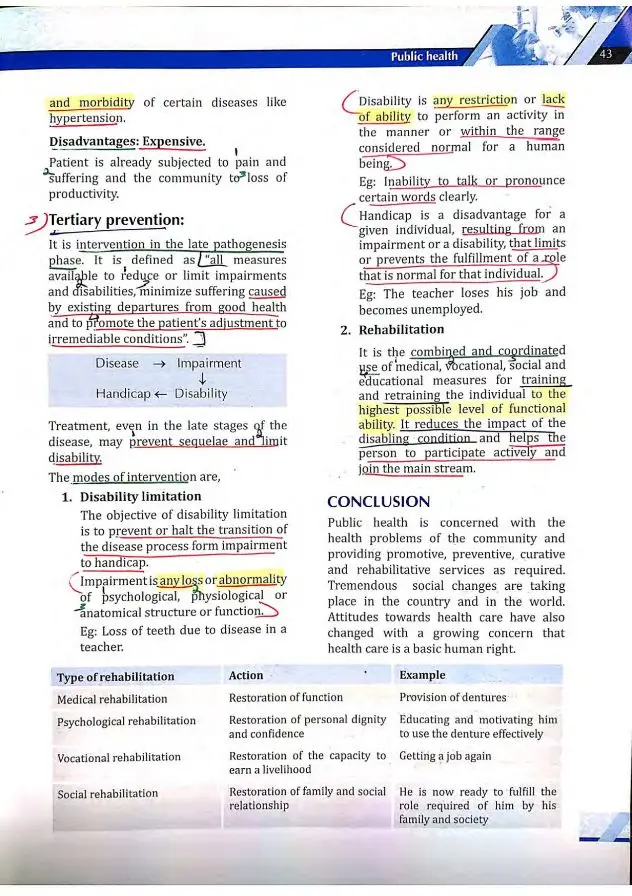 Public health
43
and morbidity of certain diseases like
hypertension.
Disadvantages: Expensive.
Patient is already subjected to pain and
suffering and the community to loss of
productivity.
3) Tertiary prevention:
It is intervention in the late pathogenesis
phase. It is defined as "all measures
available to reduce or limit impairments
and disabilities, minimize suffering caused
by existing departures from good health
and to promote the patient's adjustment to
irremediable conditions".
Disease → Impairment
↓
Handicap ← Disability
Treatment, even in the late stages of the
disease, may prevent sequelae and limit
disability.
The modes of intervention are,
1. Disability limitation
The objective of disability limitation
is to prevent or halt the transition of
the disease process form impairment
to handicap.
Impairment is any loss or abnormality
of psychological, physiological or
anatomical structure or function.
Eg: Loss of teeth due to disease in a
teacher.
Disability is any restriction or lack
of ability to perform an activity in
the manner or within the range
considered normal for a human
being.
Eg: Inability to talk or pronounce
certain words clearly.
Handicap is a disadvantage for a
given individual, resulting from an
impairment or a disability, that limits
or prevents the fulfillment of a role
that is normal for that individual.
Eg: The teacher loses his job and
becomes unemployed.
2. Rehabilitation
It is the combined and coordinated
use of medical, vocational, social and
educational measures for training
and retraining the individual to the
highest possible level of functional
ability. It reduces the impact of the
disabling condition and helps the
person to participate actively and
join the main stream.
CONCLUSION
Public health is concerned with the
health problems of the community and
providing promotive, preventive, curative
and rehabilitative services as required.
Tremendous social changes are taking
place in the country and in the world.
Attitudes towards health care have also
changed with a growing concern that
health care is a basic human right.
Type of rehabilitation Action Example
Medical rehabilitation Restoration of function Provision of dentures
Psychological rehabilitation Restoration of personal dignity Educating and motivating him
and confidence to use the denture effectively
Vocational rehabilitation Restoration of the capacity to Getting a job again
earn a livelihood
Social rehabilitation Restoration of family and social He is now ready to fulfill the
relationship role required of him by his
family and society